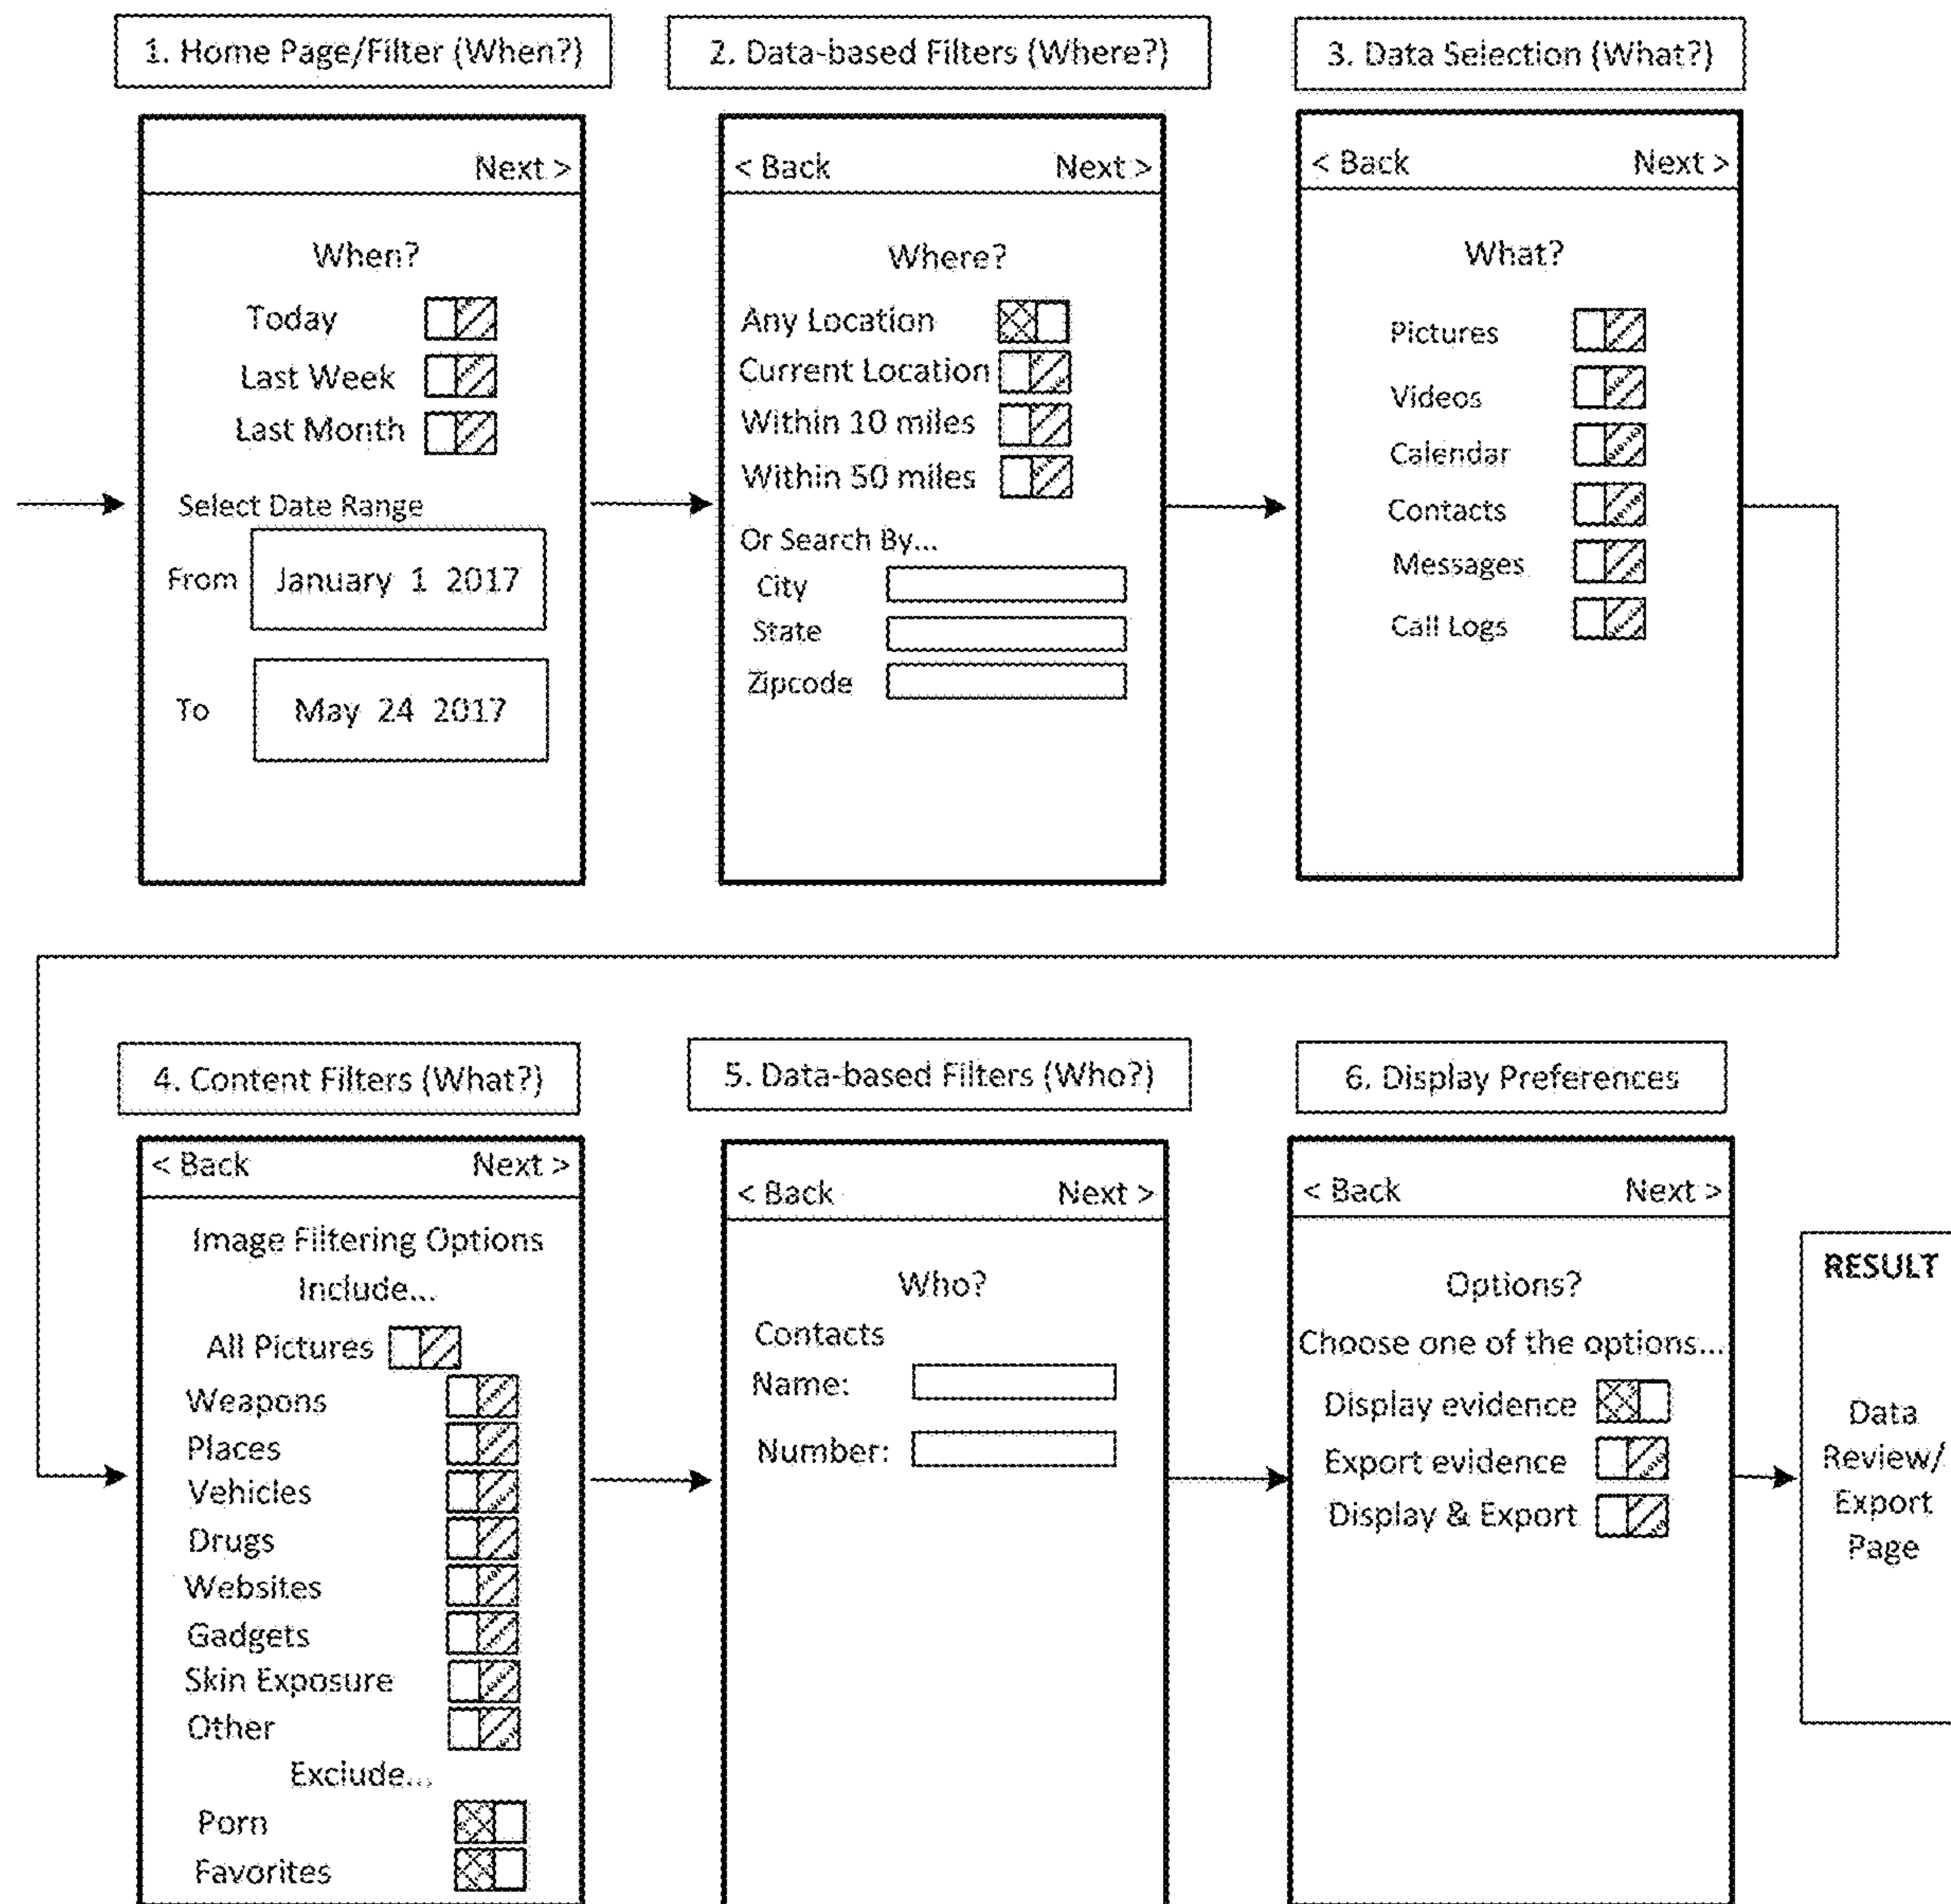 1. Home Page/Filter (When?)
Next >
When?
Today
Last Week
Last Month
Select Date Range
From January 1 2017
To May 24 2017
2. Data-based Filters (Where?)
< Back Next >
Where?
Any Location
Current Location
Within 10 miles
Within 50 miles
Or Search By...
City
State
Zipcode
3. Data Selection (What?)
< Back Next >
What?
Pictures
Videos
Calendar
Contacts
Messages
Call Logs
4. Content Filters (What?)
< Back Next >
Image Filtering Options
Include...
All Pictures
Weapons
Places
Vehicles
Drugs
Websites
Gadgets
Skin Exposure
Other
Exclude...
Porn
Favorites
5. Data-based Filters (Who?)
< Back Next >
Who?
Contacts
Name:
Number:
6. Display Preferences
< Back Next >
Options?
Choose one of the options...
Display evidence
Export evidence
Display & Export
RESULT
Data
Review/
Export
Page